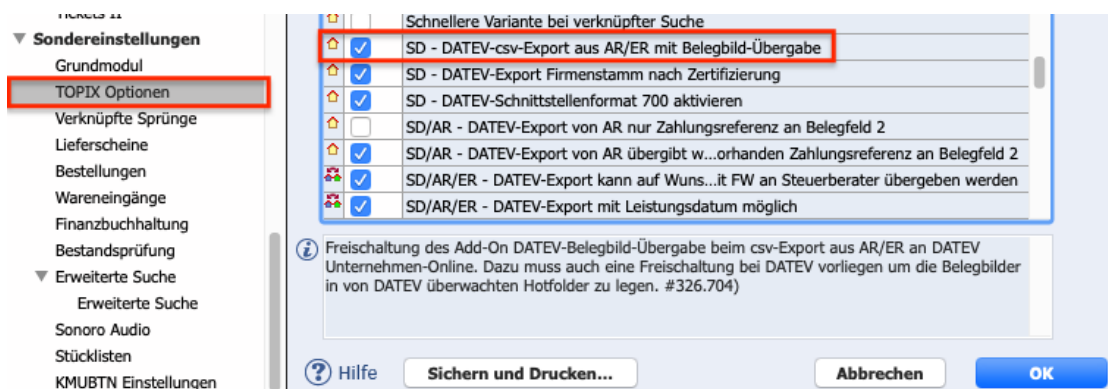 Tickets II
Sondereinstellungen
Grundmodul
TOPIX Optionen
Verknüpfte Sprünge
Lieferscheine
Bestellungen
Wareneingänge
Finanzbuchhaltung
Bestandsprüfung
Erweiterte Suche
Erweiterte Suche
Sonoro Audio
Stücklisten
KMUBTN Einstellungen
Schnellere Variante bei verknüpfter Suche
SD - DATEV-csv-Export aus AR/ER mit Belegbild-Übergabe
SD - DATEV-Export Firmenstamm nach Zertifizierung
SD - DATEV-Schnittstellenformat 700 aktivieren
SD/AR - DATEV-Export von AR nur Zahlungsreferenz an Belegfeld 2
SD/AR - DATEV-Export von AR übergibt w...orhanden Zahlungsreferenz an Belegfeld 2
SD/AR/ER - DATEV-Export kann auf Wuns...it FW an Steuerberater übergeben werden
SD/AR/ER - DATEV-Export mit Leistungsdatum möglich
Freischaltung des Add-On DATEV-Belegbild-Übergabe beim csv-Export aus AR/ER an DATEV
Unternehmen-Online. Dazu muss auch eine Freischaltung bei DATEV vorliegen um die Belegbilder
in von DATEV überwachten Hotfolder zu legen. #326.704)
? Hilfe
Sichern und Drucken...
Abbrechen
OK